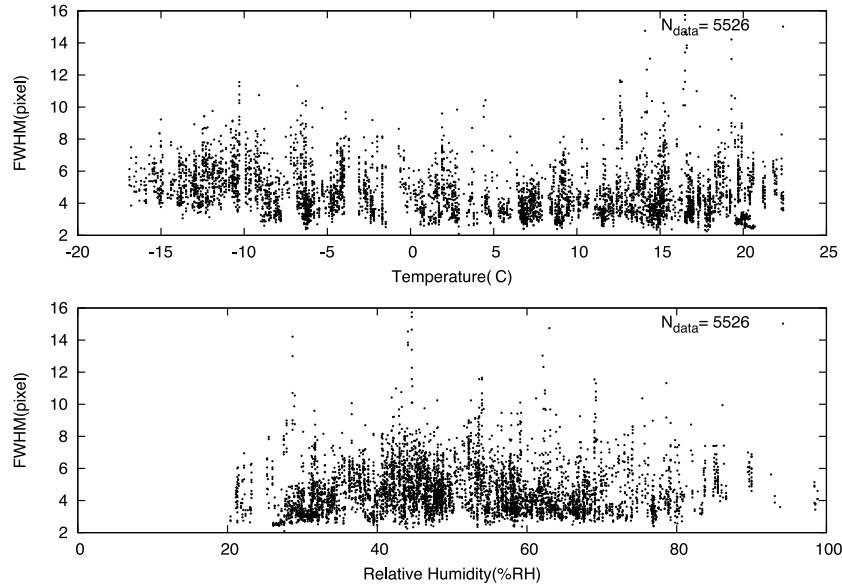 16
14
12
10
8
6
4
2
FWHM(pixel)
N_data= 5526
-20 -15 -10 -5 0 5 10 15 20 25
Temperature( C)
16
14
12
10
8
6
4
2
FWHM(pixel)
N_data= 5526
0 20 40 60 80 100
Relative Humidity(%RH)